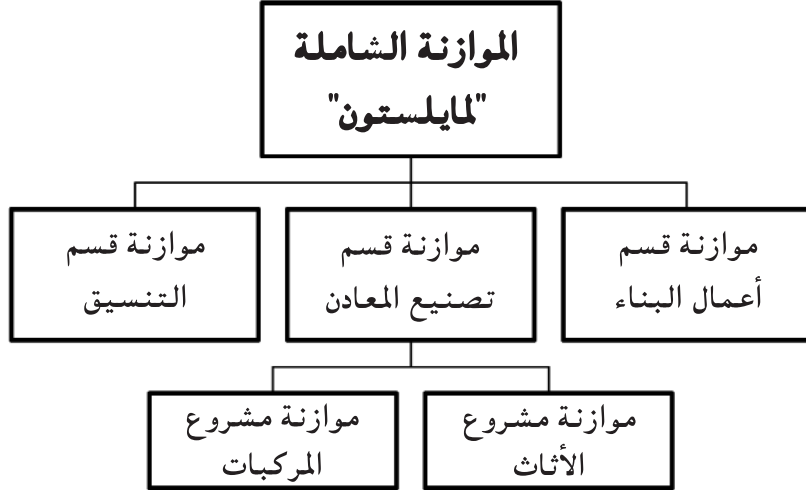 الموازنة الشاملة
"لمايلستون"
موازنة قسم
أعمال البناء
موازنة قسم
تصنيع المعادن
موازنة قسم
التنسيق
موازنة مشروع
الأثاث
موازنة مشروع
المركبات